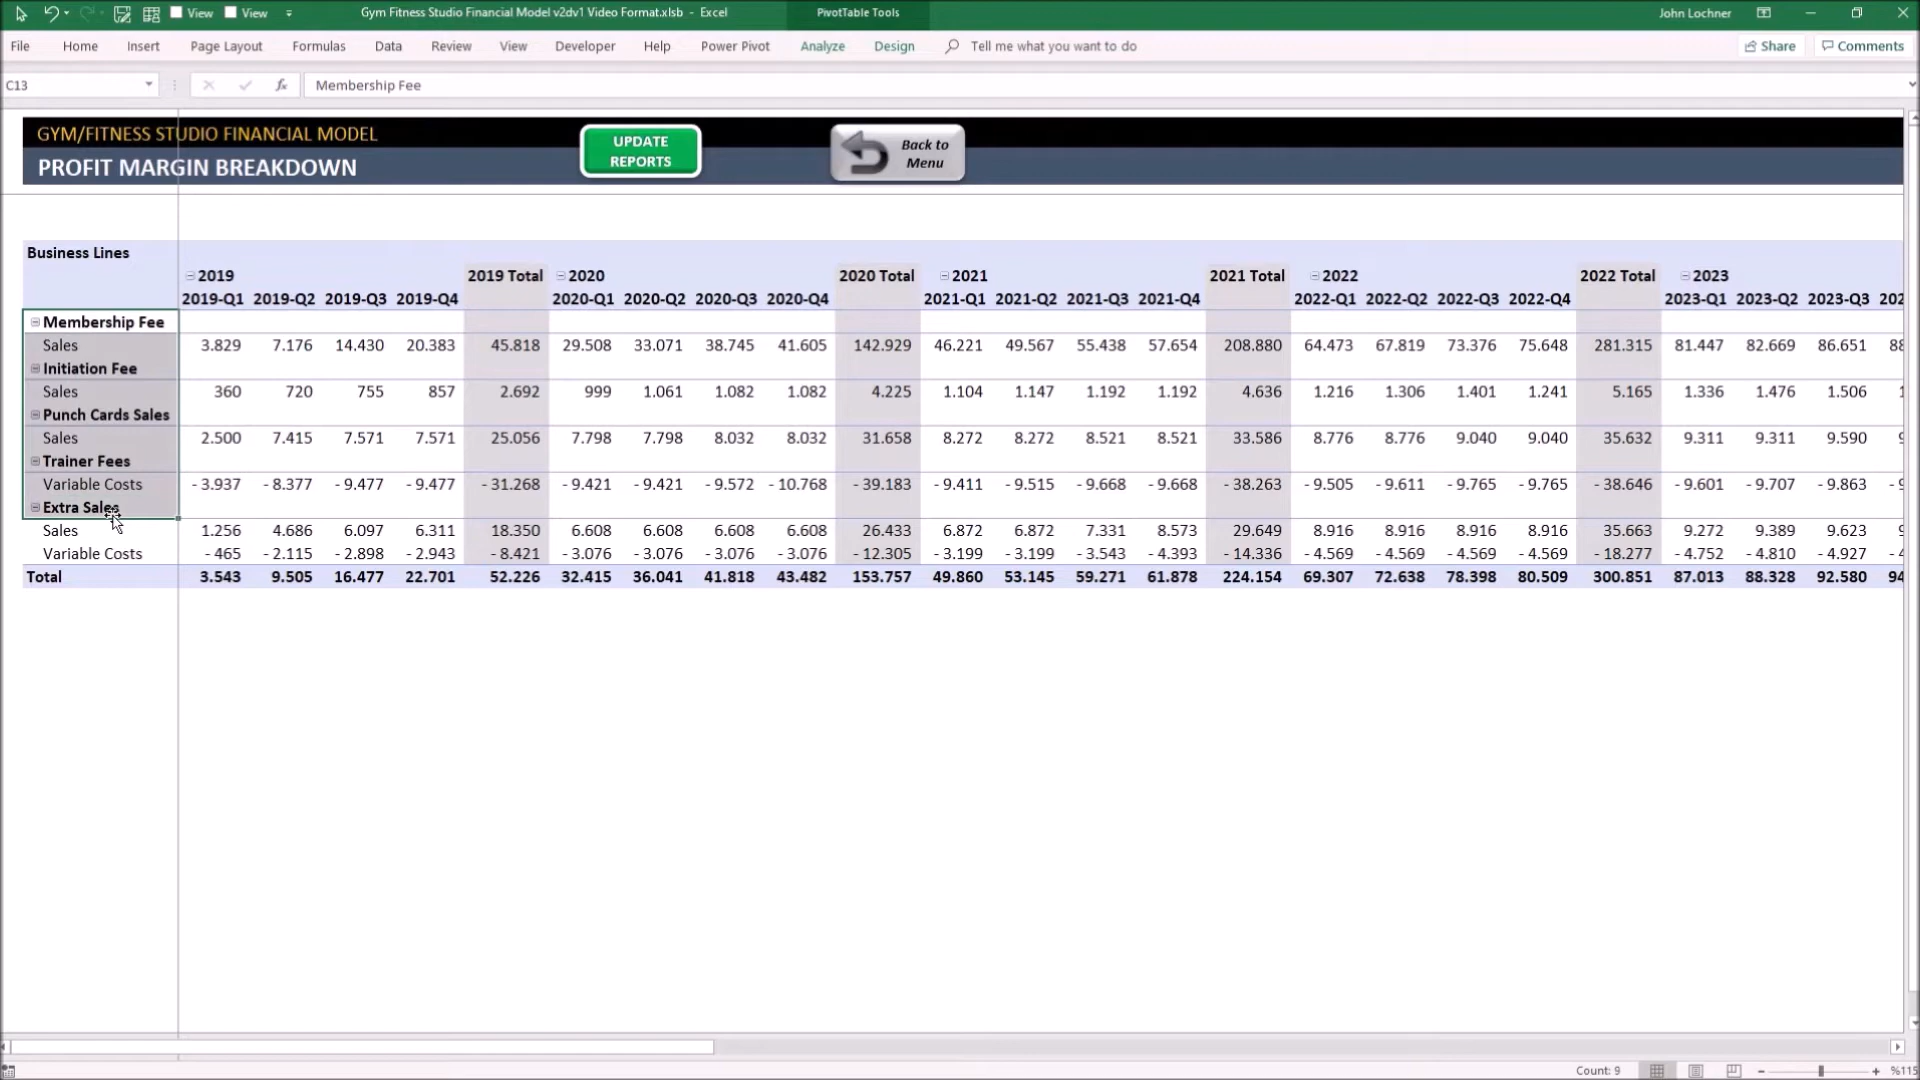 View View Gym Fitness Studio Financial Model v2dv1 Video Format.xlsb - Excel PivotTable Tools John Lochner
File Home Insert Page Layout Formulas Data Review View Developer Help Power Pivot Analyze Design Tell me what you want to do Share Comments
C13 fx Membership Fee
GYM/FITNESS STUDIO FINANCIAL MODEL
PROFIT MARGIN BREAKDOWN
UPDATE
REPORTS
Back to
Menu
Business Lines
2019 2019 Total 2020 2020 Total 2021 2021 Total 2022 2022 Total 2023
2019-Q1 2019-Q2 2019-Q3 2019-Q4 2020-Q1 2020-Q2 2020-Q3 2020-Q4 2021-Q1 2021-Q2 2021-Q3 2021-Q4 2022-Q1 2022-Q2 2022-Q3 2022-Q4 2023-Q1 2023-Q2 2023-Q3 202
Membership Fee
Sales 3.829 7.176 14.430 20.383 45.818 29.508 33.071 38.745 41.605 142.929 46.221 49.567 55.438 57.654 208.880 64.473 67.819 73.376 75.648 281.315 81.447 82.669 86.651 88
Initiation Fee
Sales 360 720 755 857 2.692 999 1.061 1.082 1.082 4.225 1.104 1.147 1.192 1.192 4.636 1.216 1.306 1.401 1.241 5.165 1.336 1.476 1.506 1
Punch Cards Sales
Sales 2.500 7.415 7.571 7.571 25.056 7.798 7.798 8.032 8.032 31.658 8.272 8.272 8.521 8.521 33.586 8.776 8.776 9.040 9.040 35.632 9.311 9.311 9.590 9
Trainer Fees
Variable Costs - 3.937 - 8.377 - 9.477 - 9.477 - 31.268 - 9.421 - 9.421 - 9.572 - 10.768 - 39.183 - 9.411 - 9.515 - 9.668 - 9.668 - 38.263 - 9.505 - 9.611 - 9.765 - 9.765 - 38.646 - 9.601 - 9.707 - 9.863 - 9
Extra Sales
Sales 1.256 4.686 6.097 6.311 18.350 6.608 6.608 6.608 6.608 26.433 6.872 6.872 7.331 8.573 29.649 8.916 8.916 8.916 8.916 35.663 9.272 9.389 9.623 9
Variable Costs - 465 - 2.115 - 2.898 - 2.943 - 8.421 - 3.076 - 3.076 - 3.076 - 3.076 - 12.305 - 3.199 - 3.199 - 3.543 - 4.393 - 14.336 - 4.569 - 4.569 - 4.569 - 4.569 - 18.277 - 4.752 - 4.810 - 4.927 - 4
Total 3.543 9.505 16.477 22.701 52.226 32.415 36.041 41.818 43.482 153.757 49.860 53.145 59.271 61.878 224.154 69.307 72.638 78.398 80.509 300.851 87.013 88.328 92.580 94
Count: 9 %115